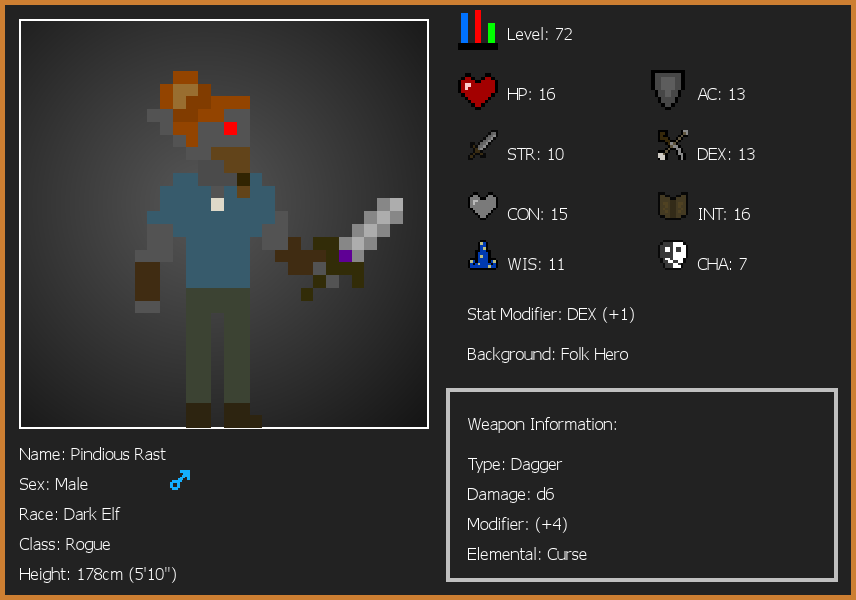 Level: 72
HP: 16
AC: 13
STR: 10
DEX: 13
CON: 15
INT: 16
WIS: 11
CHA: 7
Stat Modifier: DEX (+1)
Background: Folk Hero
Weapon Information:
Type: Dagger
Damage: d6
Modifier: (+4)
Elemental: Curse
Name: Pindious Rast
Sex: Male
Race: Dark Elf
Class: Rogue
Height: 178cm (5'10")